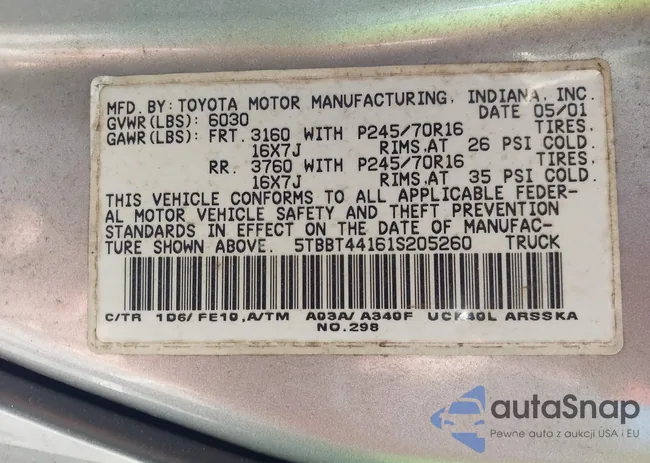 MFD. BY: TOYOTA MOTOR MANUFACTURING, INDIANA, INC.
GVWR(LBS): 6030 DATE 05/01
GAWR(LBS): FRT. 3160 WITH P245/70R16 TIRES,
16X7J RIMS,AT 26 PSI COLD.
RR. 3760 WITH P245/70R16 TIRES,
16X7J RIMS,AT 35 PSI COLD.
THIS VEHICLE CONFORMS TO ALL APPLICABLE FEDER-
AL MOTOR VEHICLE SAFETY AND THEFT PREVENTION
STANDARDS IN EFFECT ON THE DATE OF MANUFAC-
TURE SHOWN ABOVE. 5TBBT44161S205260 TRUCK
C/TR 1D6/FE10,A/TM A03A/A340F UCK40L ARSSKA
NO.298
autaSnap
Pewne auto z aukcji USA i EU